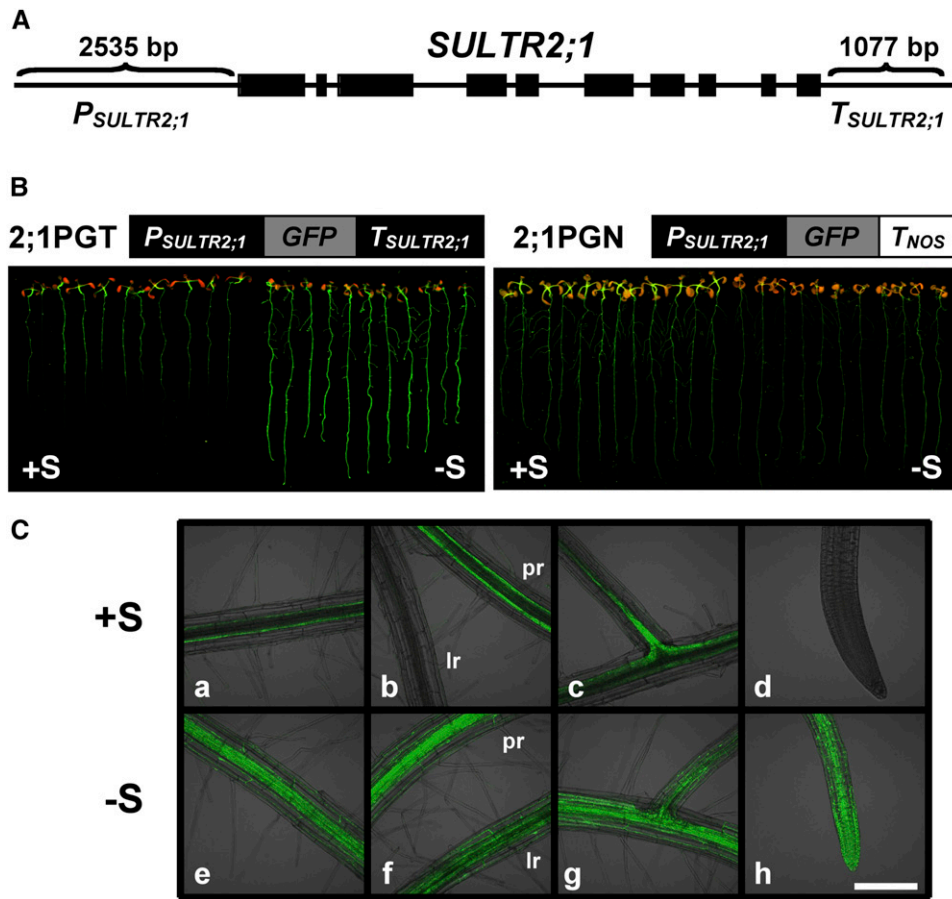 A
2535 bp
SULTR2;1
1077 bp
PSULTR2;1
TSULTR2;1
B
2;1PGT
PSULTR2;1
GFP
TSULTR2;1
2;1PGN
PSULTR2;1
GFP
TNOS
+S
-S
+S
-S
C
+S
a
b
pr
lr
c
d
-S
e
f
pr
lr
g
h